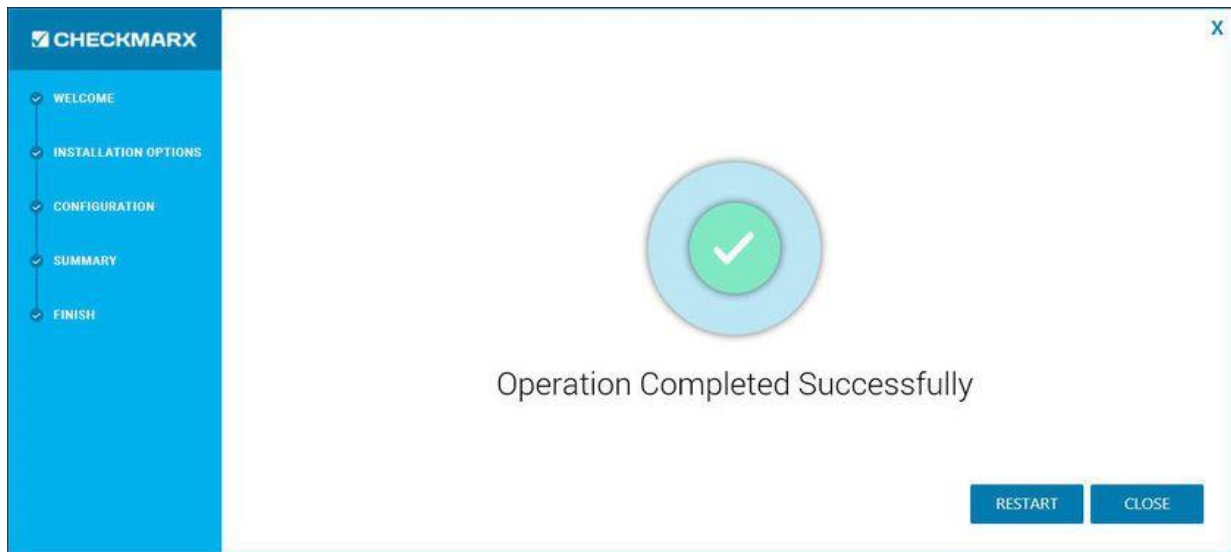 CHECKMARX
X
WELCOME
INSTALLATION OPTIONS
CONFIGURATION
SUMMARY
FINISH
Operation Completed Successfully
RESTART
CLOSE